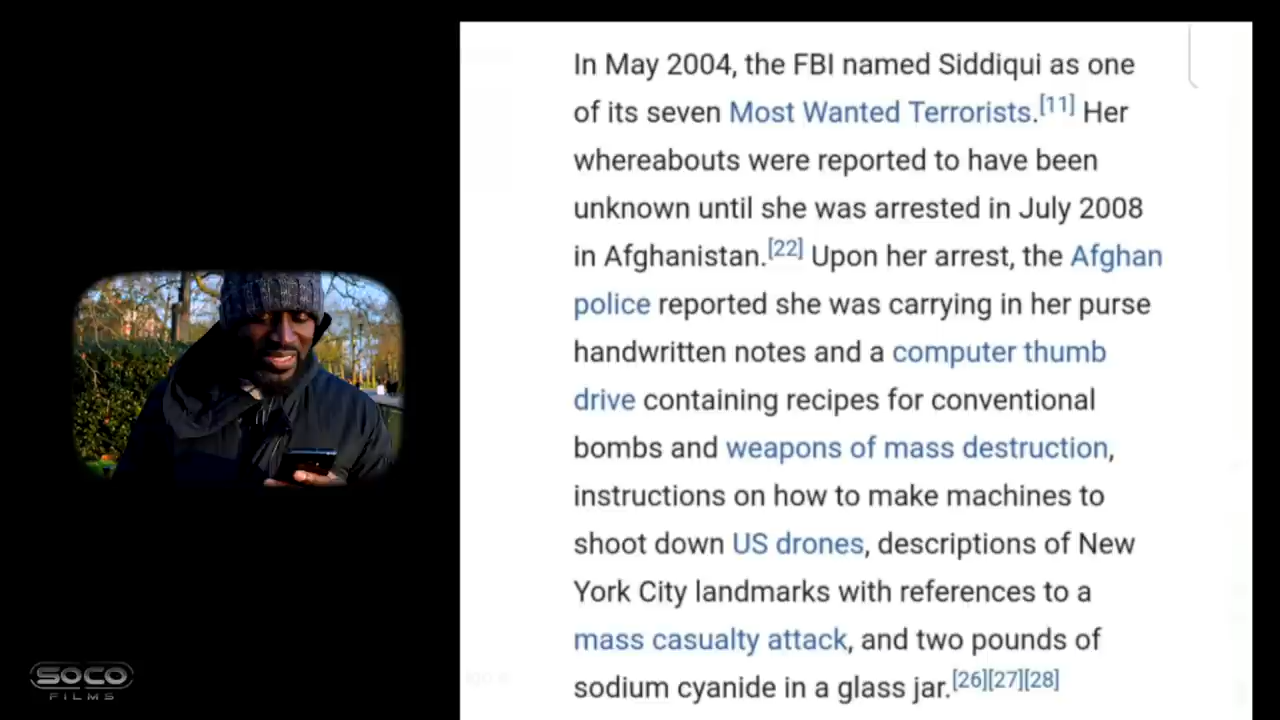 In May 2004, the FBI named Siddiqui as one
of its seven Most Wanted Terrorists.[11] Her
whereabouts were reported to have been
unknown until she was arrested in July 2008
in Afghanistan.[22] Upon her arrest, the Afghan
police reported she was carrying in her purse
handwritten notes and a computer thumb
drive containing recipes for conventional
bombs and weapons of mass destruction,
instructions on how to make machines to
shoot down US drones, descriptions of New
York City landmarks with references to a
mass casualty attack, and two pounds of
sodium cyanide in a glass jar.[26][27][28]
SOCO
FILMS